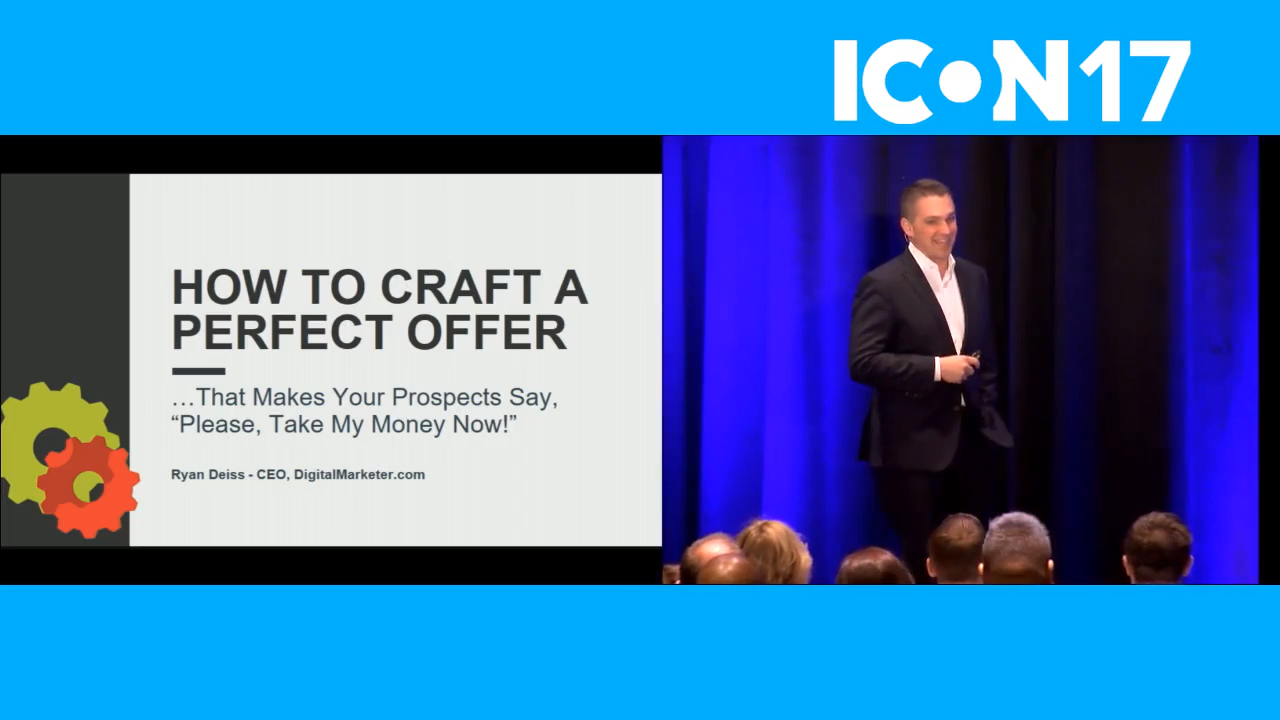 ICON17
HOW TO CRAFT A
PERFECT OFFER
…That Makes Your Prospects Say,
“Please, Take My Money Now!”
Ryan Deiss - CEO, DigitalMarketer.com